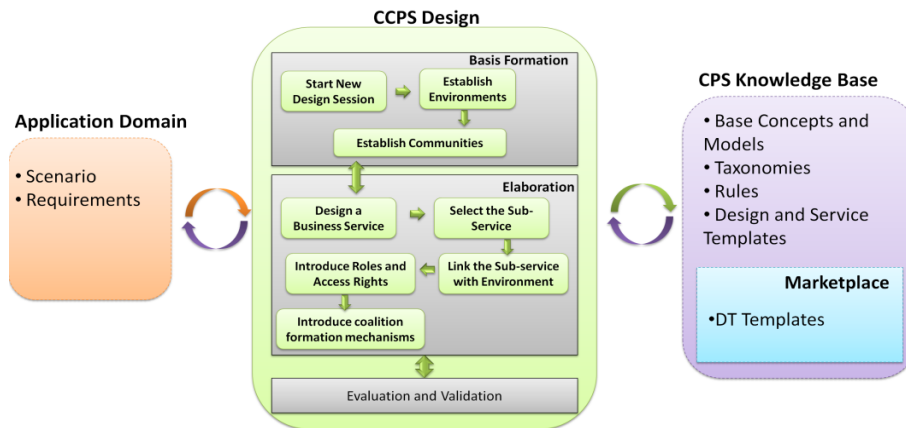 CCPS Design
Basis Formation
Start New
Design Session
Establish
Environments
Establish Communities
Application Domain
• Scenario
• Requirements
Elaboration
Design a
Business Service
Select the Sub-
Service
Introduce Roles and
Access Rights
Link the Sub-service
with Environment
Introduce coalition
formation mechanisms
Evaluation and Validation
CPS Knowledge Base
• Base Concepts and
Models
• Taxonomies
• Rules
• Design and Service
Templates
Marketplace
•DT Templates